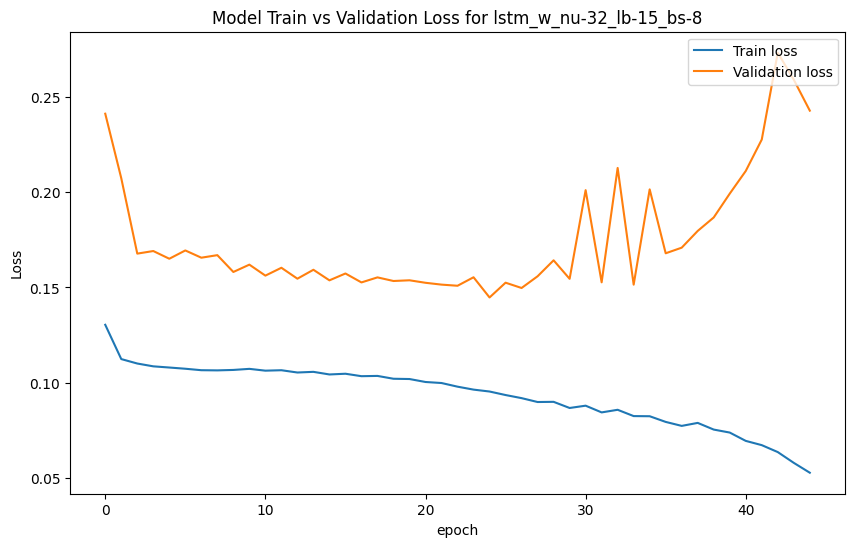 Model Train vs Validation Loss for lstm_w_nu-32_lb-15_bs-8
Train loss
Validation loss
0.25
0.20
0.15
0.10
0.05
Loss
0
10
20
30
40
epoch